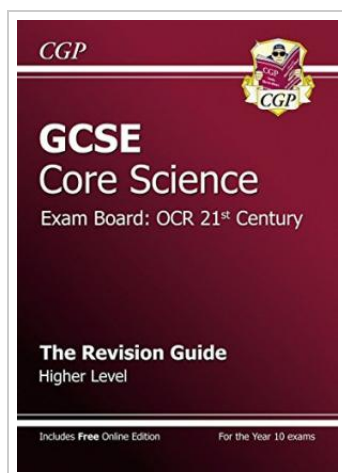 CGP
CGP
CGP
GCSE
Core Science
Exam Board: OCR 21st Century
The Revision Guide
Higher Level
Includes Free Online Edition For the Year 10 exams